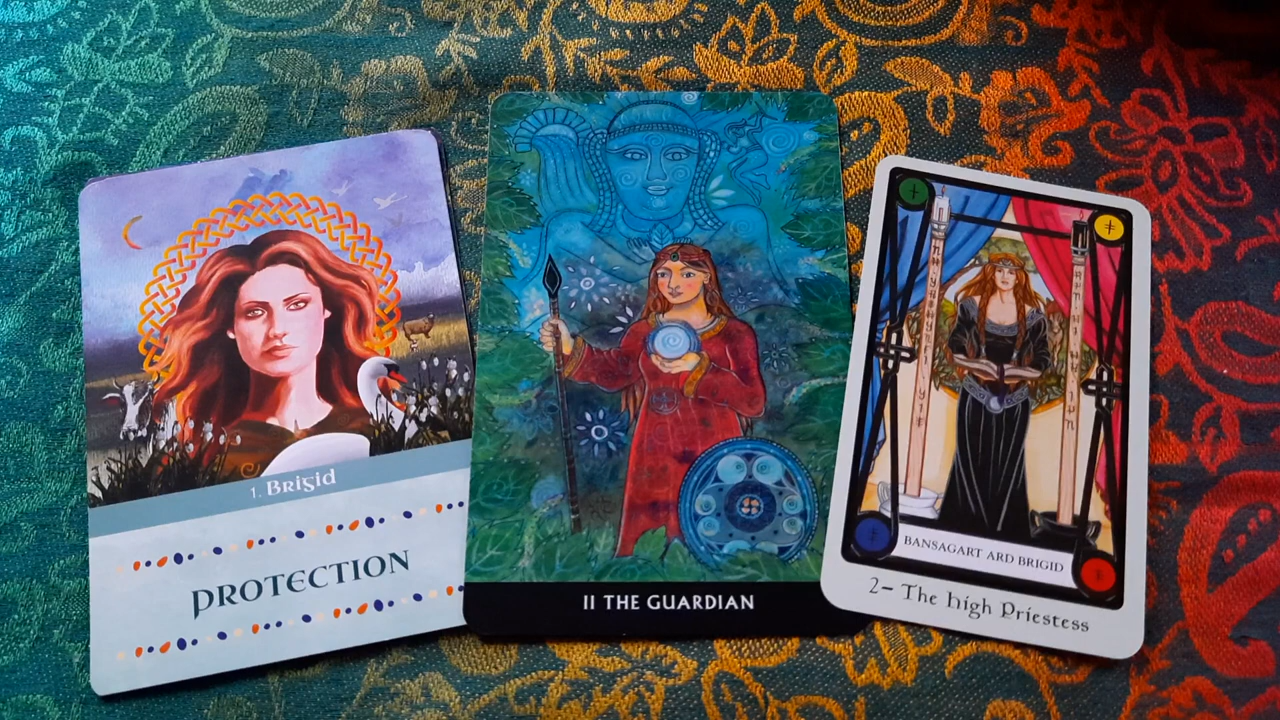 1. Brigid
PROTECTION
II THE GUARDIAN
BANSAGART ARD BRIGID
2- The High Priestess